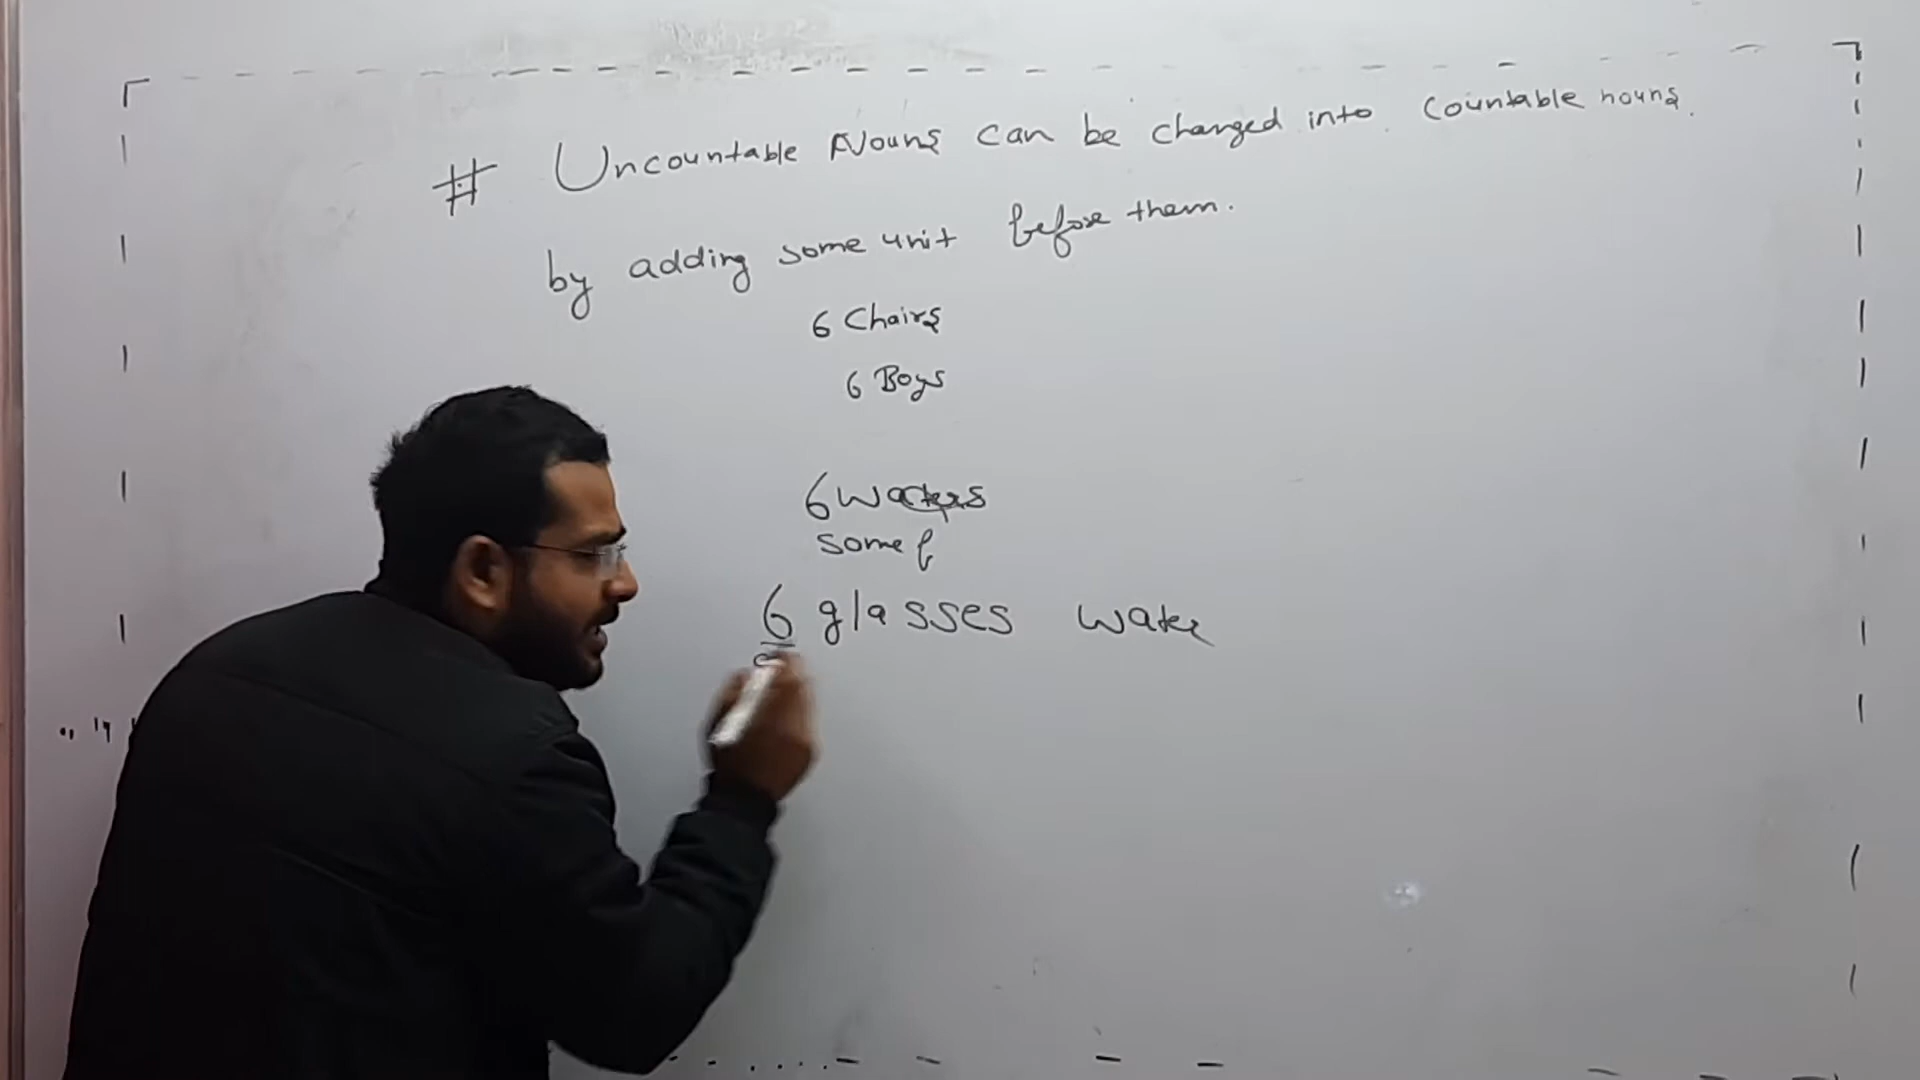 # Uncountable Nouns can be changed into countable nouns.
by adding some unit before them.
6 Chairs
6 Boys
6 waters
some
6 glasses water